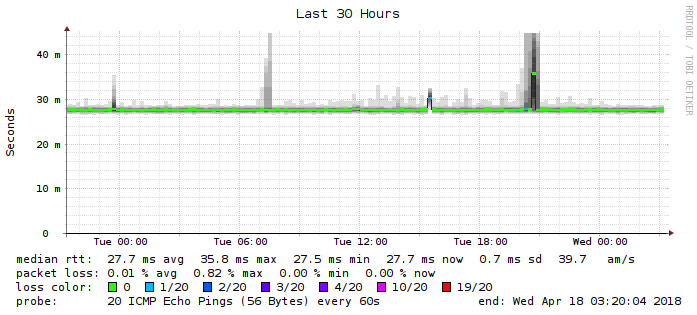 Last 30 Hours
RRDTOOL / TOBI OETIKER
Seconds
40 m
30 m
20 m
10 m
0
Tue 00:00 Tue 06:00 Tue 12:00 Tue 18:00 Wed 00:00
median rtt: 27.7 ms avg 35.8 ms max 27.5 ms min 27.7 ms now 0.7 ms sd 39.7 am/s
packet loss: 0.01 % avg 0.82 % max 0.00 % min 0.00 % now
loss color: 0 1/20 2/20 3/20 4/20 10/20 19/20
probe: 20 ICMP Echo Pings (56 Bytes) every 60s end: Wed Apr 18 03:20:04 2018